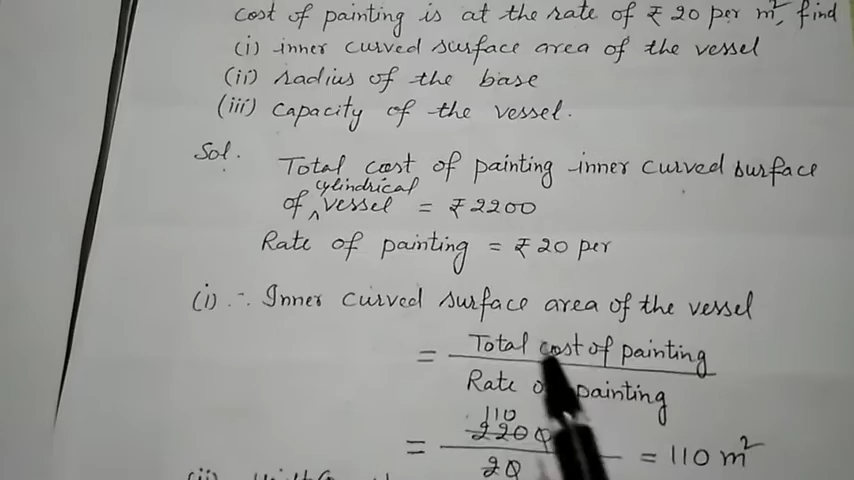 cost of painting is at the rate of ₹ 20 per m², find
(i) inner curved surface area of the vessel
(ii) radius of the base
(iii) capacity of the vessel.
Sol. Total cost of painting inner curved surface
of ^ cylindrical vessel = ₹ 2200
Rate of painting = ₹ 20 per
(i) ∴ Inner curved surface area of the vessel
= Total cost of painting
Rate of painting
110
= 2200
20
= 110 m²
(ii)